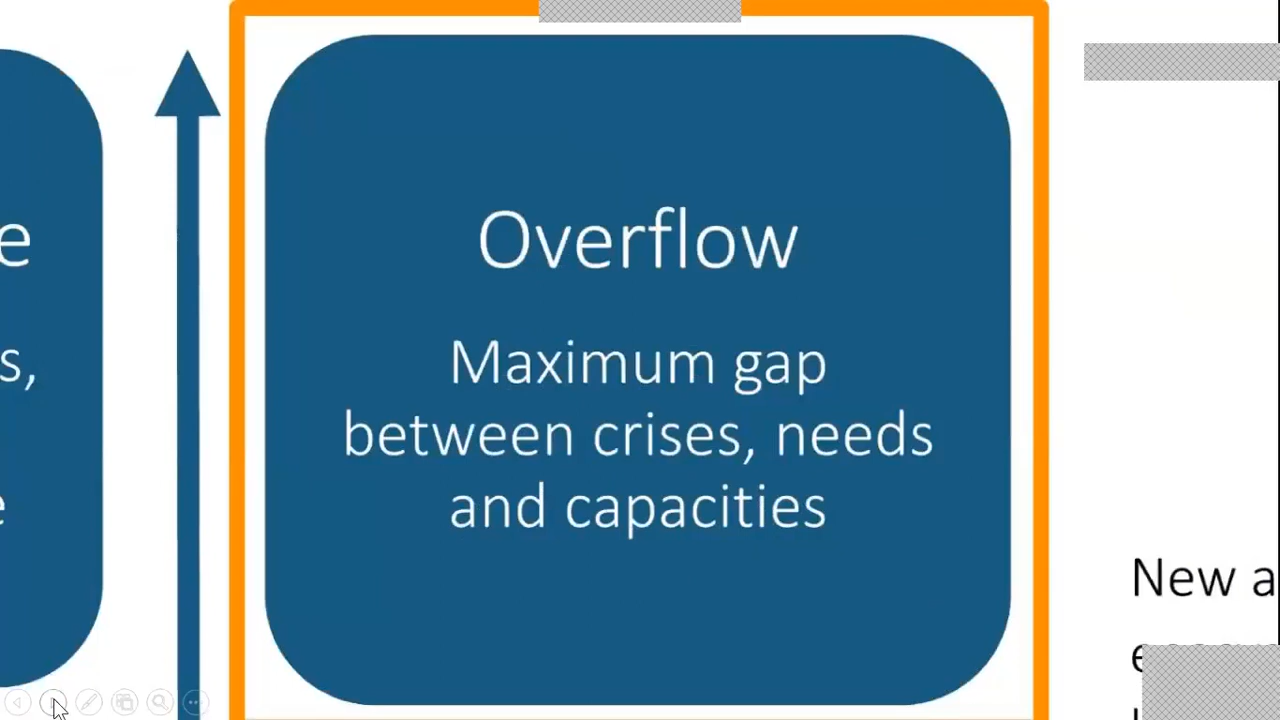 Overflow
Maximum gap
between crises, needs
and capacities
New a